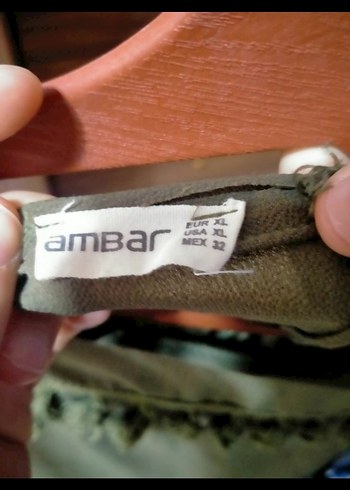 amBar
EUR XL
USA XL
MEX 32